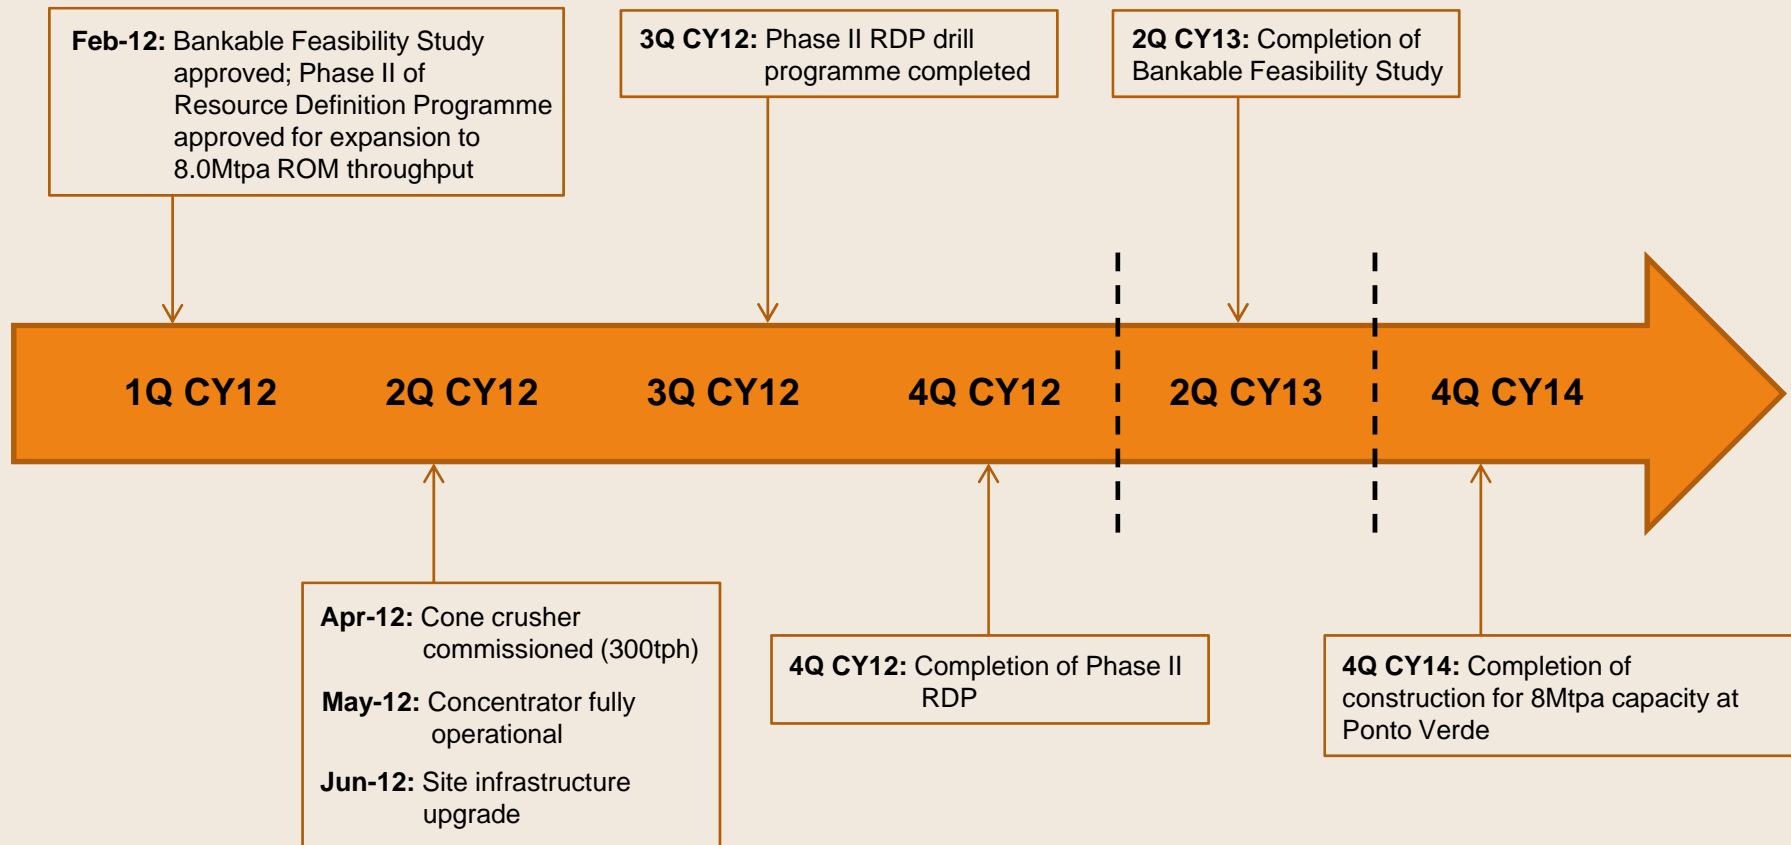 Feb-12: Bankable Feasibility Study
approved; Phase II of
Resource Definition Programme
approved for expansion to
8.0Mtpa ROM throughput
3Q CY12: Phase II RDP drill
programme completed
2Q CY13: Completion of
Bankable Feasibility Study
1Q CY12
2Q CY12
3Q CY12
4Q CY12
2Q CY13
4Q CY14
Apr-12: Cone crusher
commissioned (300tph)
May-12: Concentrator fully
operational
Jun-12: Site infrastructure
upgrade
4Q CY12: Completion of Phase II
RDP
4Q CY14: Completion of
construction for 8Mtpa capacity at
Ponto Verde